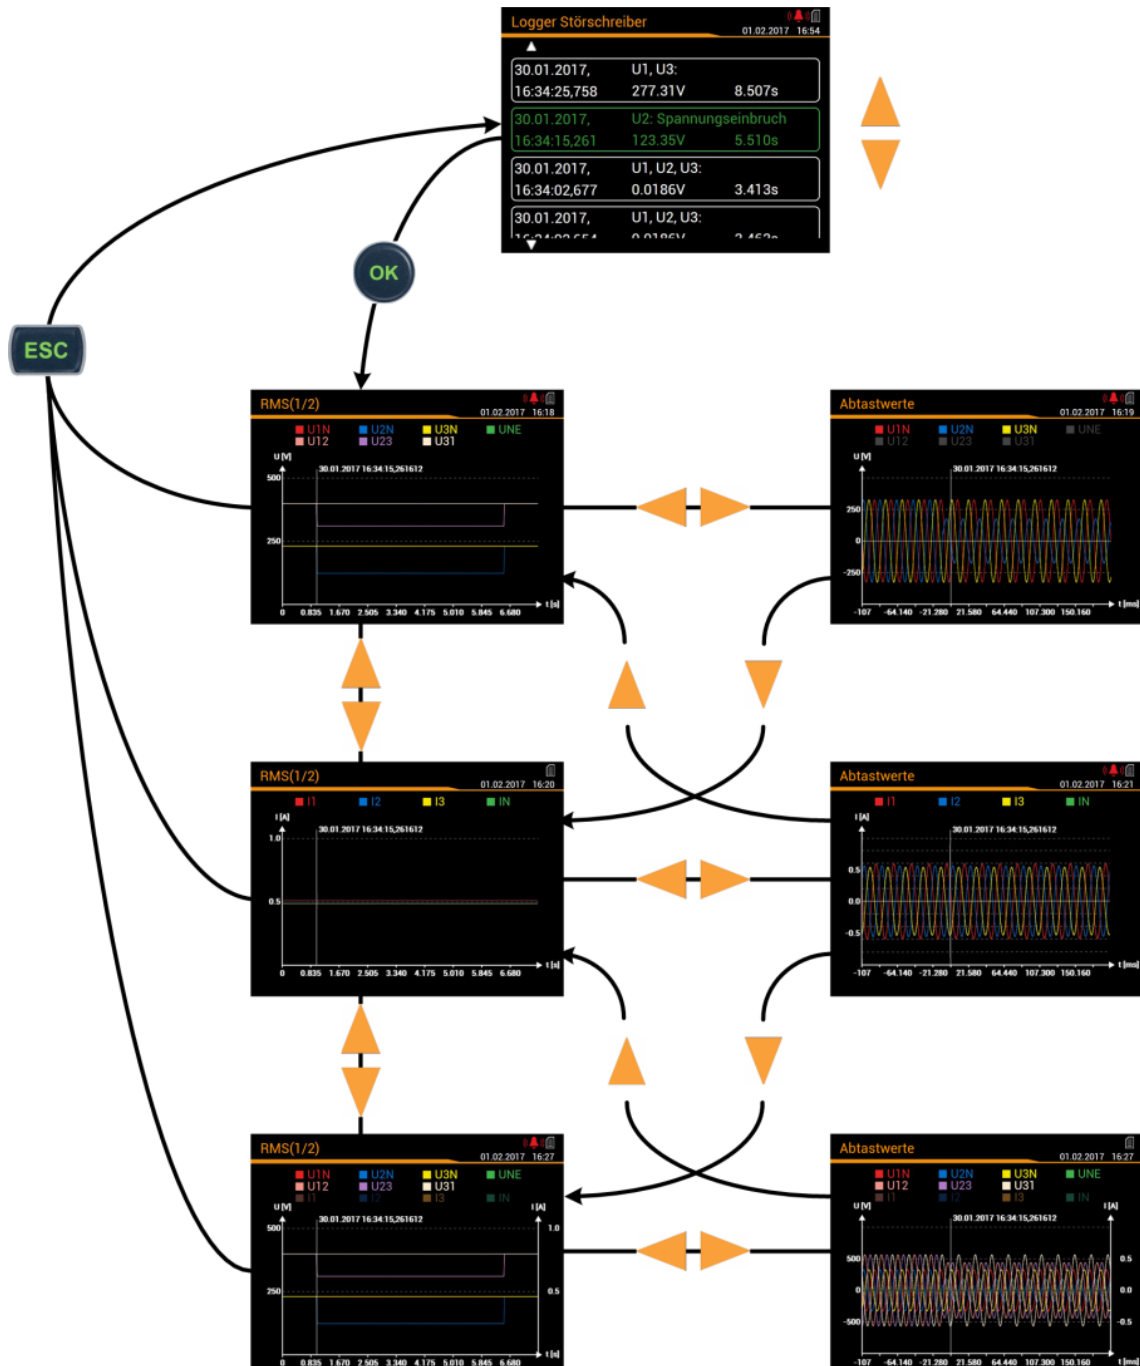 Logger Störschreiber
01.02.2017 16:54
30.01.2017, U1, U3:
16:34:25,758 277.31V 8.507s
30.01.2017, U2: Spannungseinbruch
16:34:15,261 123.35V 5.510s
30.01.2017, U1, U2, U3:
16:34:02,677 0.0186V 3.413s
30.01.2017, U1, U2, U3:
OK
ESC
RMS(1/2)
01.02.2017 16:18
U1N U2N U3N UNE
U12 U23 U31
U [V]
30.01.2017 16:34:15,261612
500
250
0 0.835 1.670 2.505 3.340 4.175 5.010 5.845 6.680 t [s]
Abtastwerte
01.02.2017 16:19
U1N U2N U3N UNE
U12 U23 U31
U [V]
30.01.2017 16:34:15,261612
250
0
-250
-107 -64.140 -21.280 21.580 64.440 107.300 150.160 t [ms]
RMS(1/2)
01.02.2017 16:20
I1 I2 I3 IN
I [A]
30.01.2017 16:34:15,261612
1.0
0.5
0 0.835 1.670 2.505 3.340 4.175 5.010 5.845 6.680 t [s]
Abtastwerte
01.02.2017 16:21
I1 I2 I3 IN
I [A]
30.01.2017 16:34:15,261612
0.5
0.0
-0.5
-107 -64.140 -21.280 21.580 64.440 107.300 150.160 t [ms]
RMS(1/2)
01.02.2017 16:27
U1N U2N U3N UNE
U12 U23 U31
I1 I2 I3 IN
U [V] I [A]
30.01.2017 16:34:15,261612
500 1.0
250 0.5
0 0.835 1.670 2.505 3.340 4.175 5.010 5.845 6.680 t [s]
Abtastwerte
01.02.2017 16:27
U1N U2N U3N UNE
U12 U23 U31
I1 I2 I3 IN
U [V] I [A]
30.01.2017 16:34:15,261612
500 0.5
0 0.0
-500 -0.5
-107 -64.140 -21.280 21.580 64.440 107.300 150.160 t [ms]